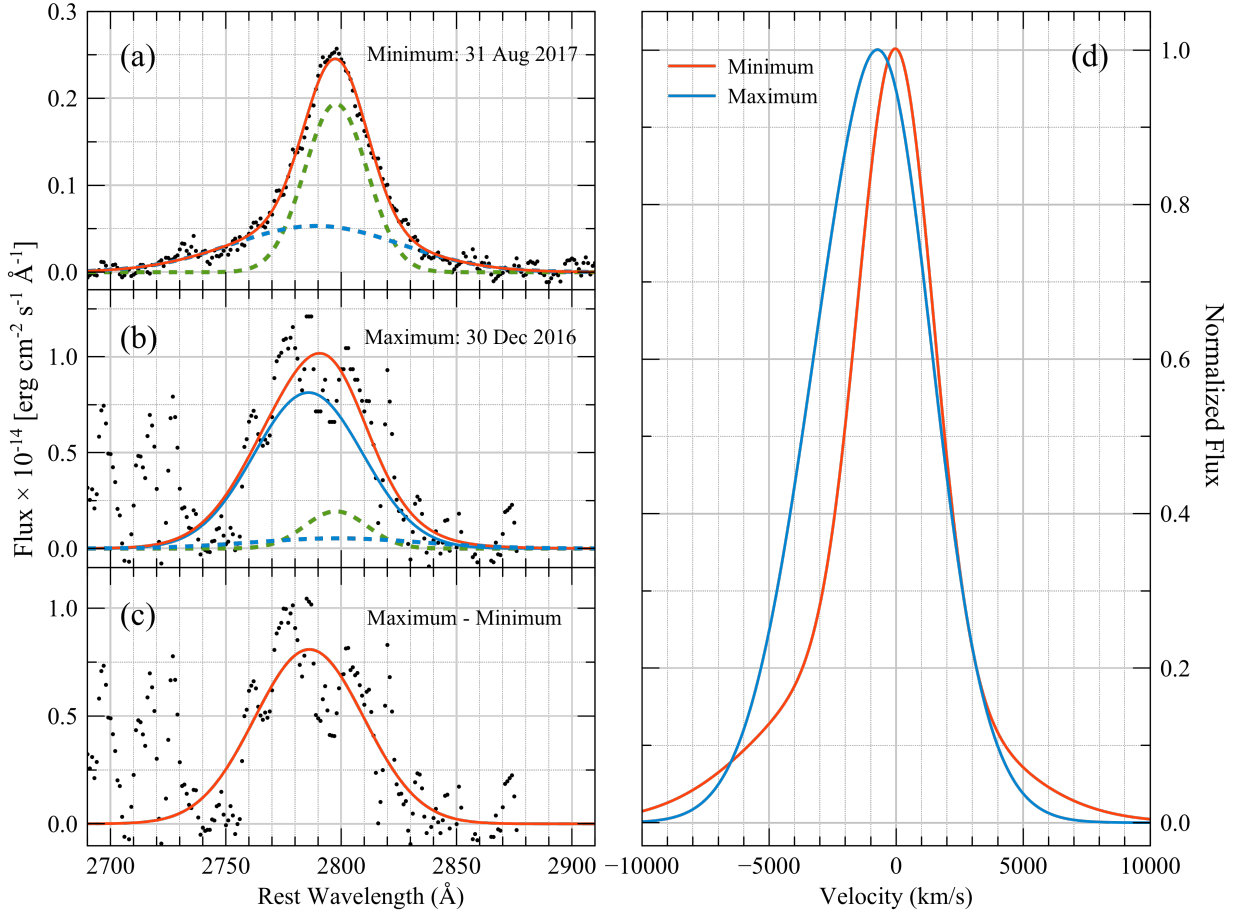 (a)
Minimum: 31 Aug 2017
0.3
0.2
0.1
0.0
(b)
Maximum: 30 Dec 2016
1.0
0.5
0.0
(c)
Maximum - Minimum
1.0
0.5
0.0
2700
2750
2800
2850
2900
Rest Wavelength (Å)
Flux × 10⁻¹⁴ [erg cm⁻² s⁻¹ Å⁻¹]
(d)
Minimum
Maximum
1.0
0.8
0.6
0.4
0.2
0.0
Normalized Flux
−10000
−5000
0
5000
10000
Velocity (km/s)